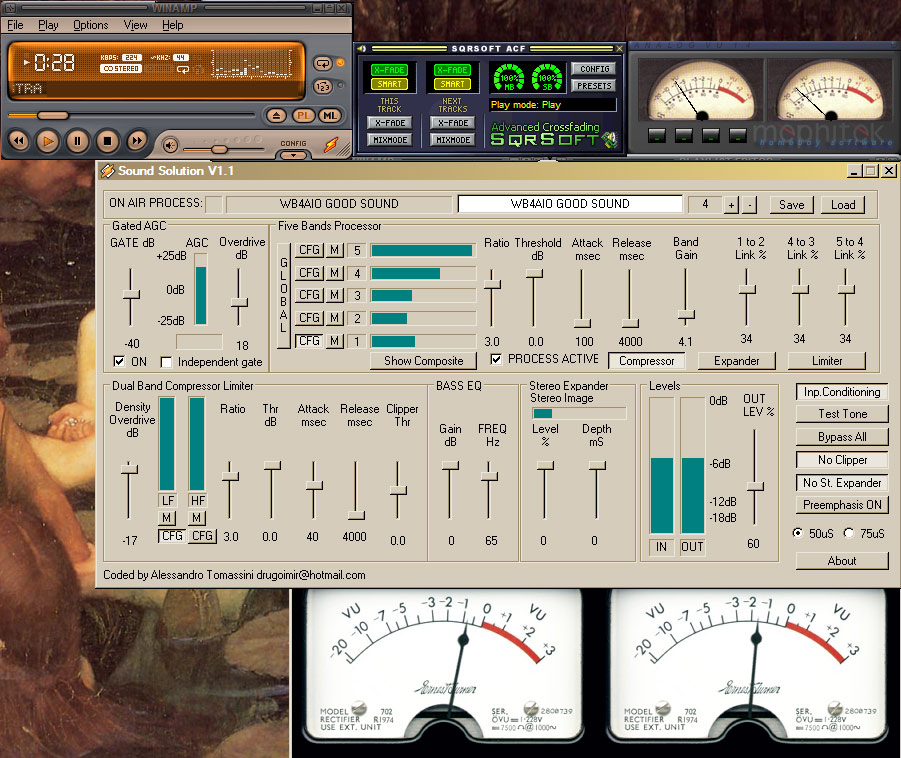 WINAMP
File Play Options View Help
0:28
KBPS: 224 KHZ: 44
STEREO
TRA
PL ML
CONFIG
SQRSOFT ACF
X-FADE X-FADE
SMART SMART
100% MB 100% SB
CONFIG
PRESETS
THIS TRACK
NEXT TRACKS
Play mode: Play
X-FADE X-FADE
MIXMODE MIXMODE
Advanced Crossfading
SQRSOFT
ANALOG VU
homeboy software
Sound Solution V1.1
ON AIR PROCESS: WB4AIO GOOD SOUND WB4AIO GOOD SOUND 4 + - Save Load
Gated AGC
GATE dB AGC Overdrive dB
+25dB
0dB
-25dB
-40 18
ON Independent gate
Five Bands Processor
GLOBAL
CFG M 5
CFG M 4
CFG M 3
CFG M 2
CFG M 1
Show Composite
Ratio Threshold dB Attack msec Release msec Band Gain 1 to 2 Link % 4 to 3 Link % 5 to 4 Link %
3.0 0.0 100 4000 4.1 34 34 34
PROCESS ACTIVE Compressor Expander Limiter
Dual Band Compressor Limiter
Density Overdrive dB
LF HF
M M
CFG CFG
Ratio Thr dB Attack msec Release msec Clipper Thr
-17 3.0 0.0 40 4000 0.0
BASS EQ
Gain dB FREQ Hz
0 65
Stereo Expander
Stereo Image
Level % Depth mS
0 0
Levels
0dB
-6dB
-12dB
-18dB
IN OUT
OUT LEV %
60
Inp.Conditioning
Test Tone
Bypass All
No Clipper
No St. Expander
Preemphasis ON
50uS 75uS
About
Coded by Alessandro Tomassini drugoimir@hotmail.com
VU -20 -10 -7 -5 -3 -2 -1 0 +1 +2 +3 VU
Ernest Turner
MODEL 702
RECTIFIER R1974
USE EXT, UNIT
SER, 2800739
OVU = 1·228V
= 7500 @ 1000~
VU -20 -10 -7 -5 -3 -2 -1 0 +1 +2 +3 VU
Ernest Turner
MODEL 702
RECTIFIER R1974
USE EXT, UNIT
SER, 2800739
OVU = 1·228V
= 7500 @ 1000~